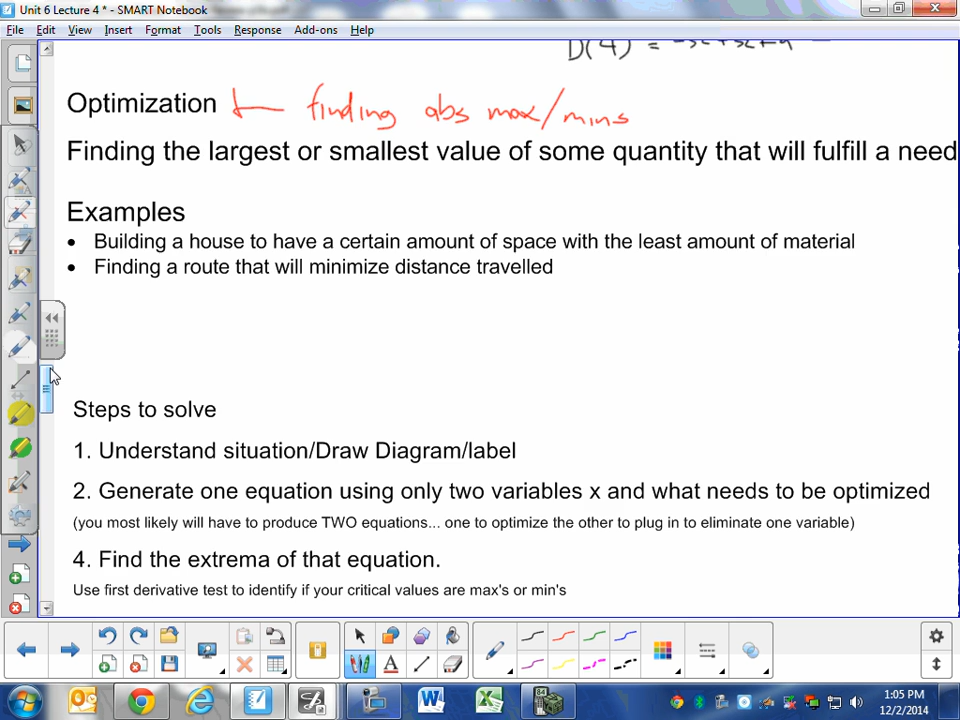 Unit 6 Lecture 4 * - SMART Notebook
File Edit View Insert Format Tools Response Add-ons Help
D(4) =
Optimization finding abs max/mins
Finding the largest or smallest value of some quantity that will fulfill a need
Examples
• Building a house to have a certain amount of space with the least amount of material
• Finding a route that will minimize distance travelled
Steps to solve
1. Understand situation/Draw Diagram/label
2. Generate one equation using only two variables x and what needs to be optimized
(you most likely will have to produce TWO equations... one to optimize the other to plug in to eliminate one variable)
4. Find the extrema of that equation.
Use first derivative test to identify if your critical values are max's or min's
1:05 PM
12/2/2014